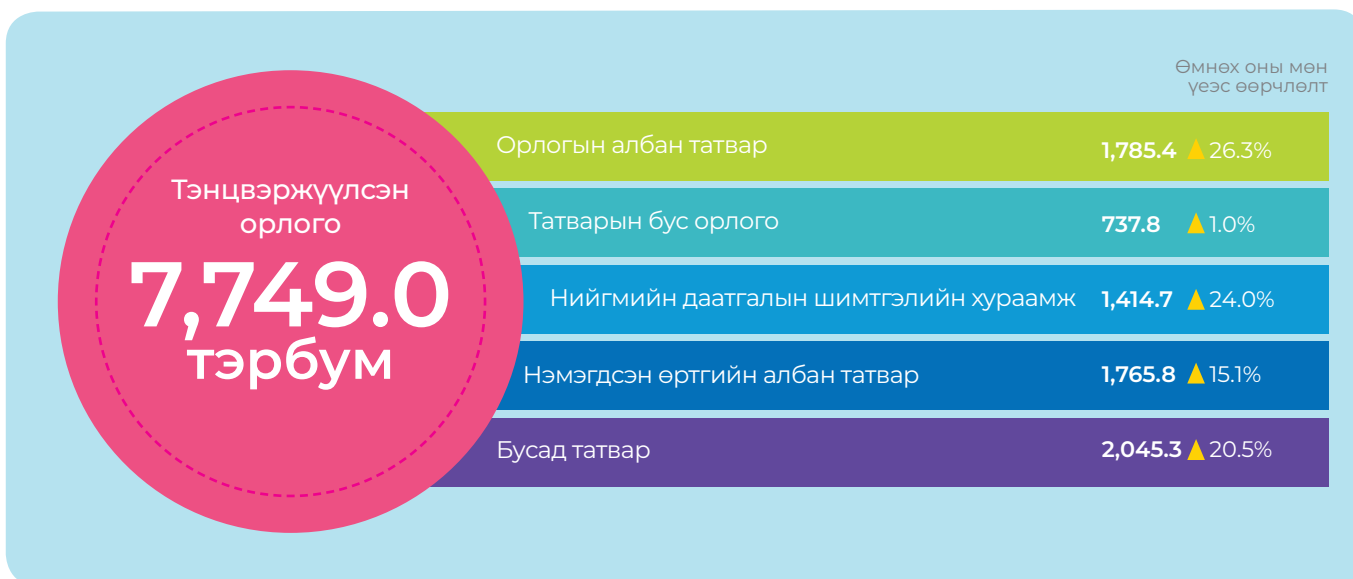 Өмнөх оны мөн
үеэс өөрчлөлт
Тэнцвэржүүлсэн
орлого
7,749.0
тэрбум
Орлогын албан татвар 1,785.4 26.3%
Татварын бус орлого 737.8 1.0%
Нийгмийн даатгалын шимтгэлийн хураамж 1,414.7 24.0%
Нэмэгдсэн өртгийн албан татвар 1,765.8 15.1%
Бусад татвар 2,045.3 20.5%